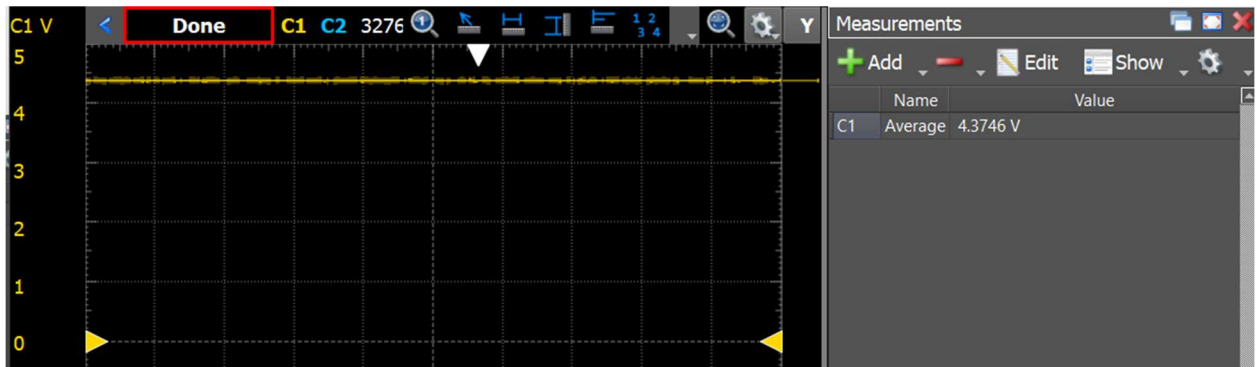 C1 V
Done
C1 C2 3276
1 2
3 4
Y
5
4
3
2
1
0
Measurements
Add
Edit
Show
Name Value
C1 Average 4.3746 V